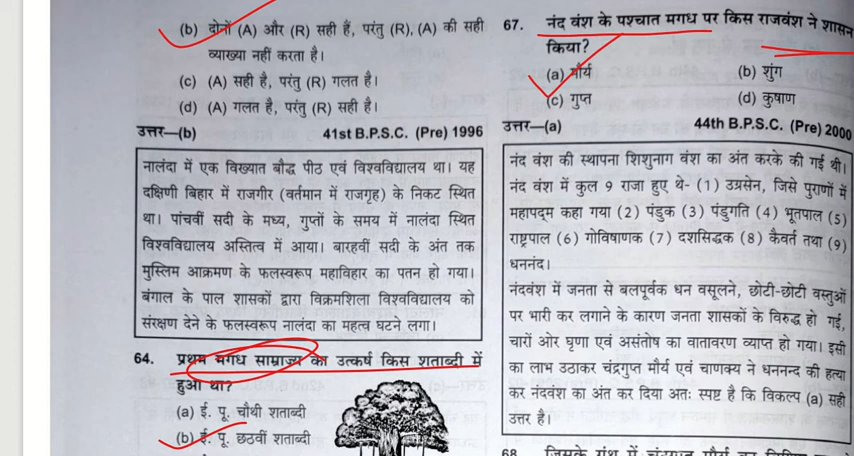 (b) दोनों (A) और (R) सही हैं, परंतु (R), (A) की सही
व्याख्या नहीं करता है।
(c) (A) सही है, परंतु (R) गलत है।
(d) (A) गलत है, परंतु (R) सही है।
उत्तर—(b) 41st B.P.S.C. (Pre) 1996
नालंदा में एक विख्यात बौद्ध पीठ एवं विश्वविद्यालय था। यह
दक्षिणी बिहार में राजगीर (वर्तमान में राजगृह) के निकट स्थित
था। पांचवीं सदी के मध्य, गुप्तों के समय में नालंदा स्थित
विश्वविद्यालय अस्तित्व में आया। बारहवीं सदी के अंत तक
मुस्लिम आक्रमण के फलस्वरूप महाविहार का पतन हो गया।
बंगाल के पाल शासकों द्वारा विक्रमशिला विश्वविद्यालय को
संरक्षण देने के फलस्वरूप नालंदा का महत्व घटने लगा।
64. प्रथम मगध साम्राज्य का उत्कर्ष किस शताब्दी में
हुआ था?
(a) ई. पू. चौथी शताब्दी
(b) ई. पू. छठवीं शताब्दी
67. नंद वंश के पश्चात मगध पर किस राजवंश ने शासन
किया?
(a) मौर्य (b) शुंग
(c) गुप्त (d) कुषाण
उत्तर—(a) 44th B.P.S.C. (Pre) 2000
नंद वंश की स्थापना शिशुनाग वंश का अंत करके की गई थी।
नंद वंश में कुल 9 राजा हुए थे- (1) उग्रसेन, जिसे पुराणों में
महापद्म कहा गया (2) पंडुक (3) पंडुगति (4) भूतपाल (5)
राष्ट्रपाल (6) गोविषाणक (7) दशसिद्धक (8) कैवर्त तथा (9)
धननंद।
नंदवंश में जनता से बलपूर्वक धन वसूलने, छोटी-छोटी वस्तुओं
पर भारी कर लगाने के कारण जनता शासकों के विरुद्ध हो गई,
चारों ओर घृणा एवं असंतोष का वातावरण व्याप्त हो गया। इसी
का लाभ उठाकर चंद्रगुप्त मौर्य एवं चाणक्य ने धननंद की हत्या
कर नंदवंश का अंत कर दिया अतः स्पष्ट है कि विकल्प (a) सही
उत्तर है।
68. जिसके ग्रंथ में चंद्रगुप्त मौर्य का